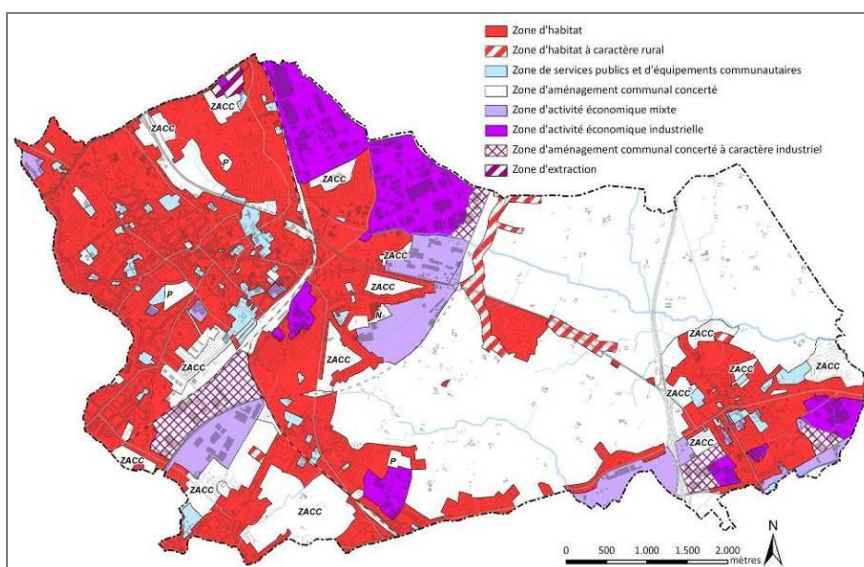 Zone d'habitat
Zone d'habitat à caractère rural
Zone de services publics et d'équipements communautaires
Zone d'aménagement communal concerté
Zone d'activité économique mixte
Zone d'activité économique industrielle
Zone d'aménagement communal concerté à caractère industriel
Zone d'extraction
ZACC
ZACC
P
ZACC
ZACC
ZACC
P
N
ZACC
ZACC
ZACC
ZACC
ZACC
ZACC
ZACC
P
ZACC
ZACC
ZACC
N
0 500 1.000 1.500 2.000
mètres